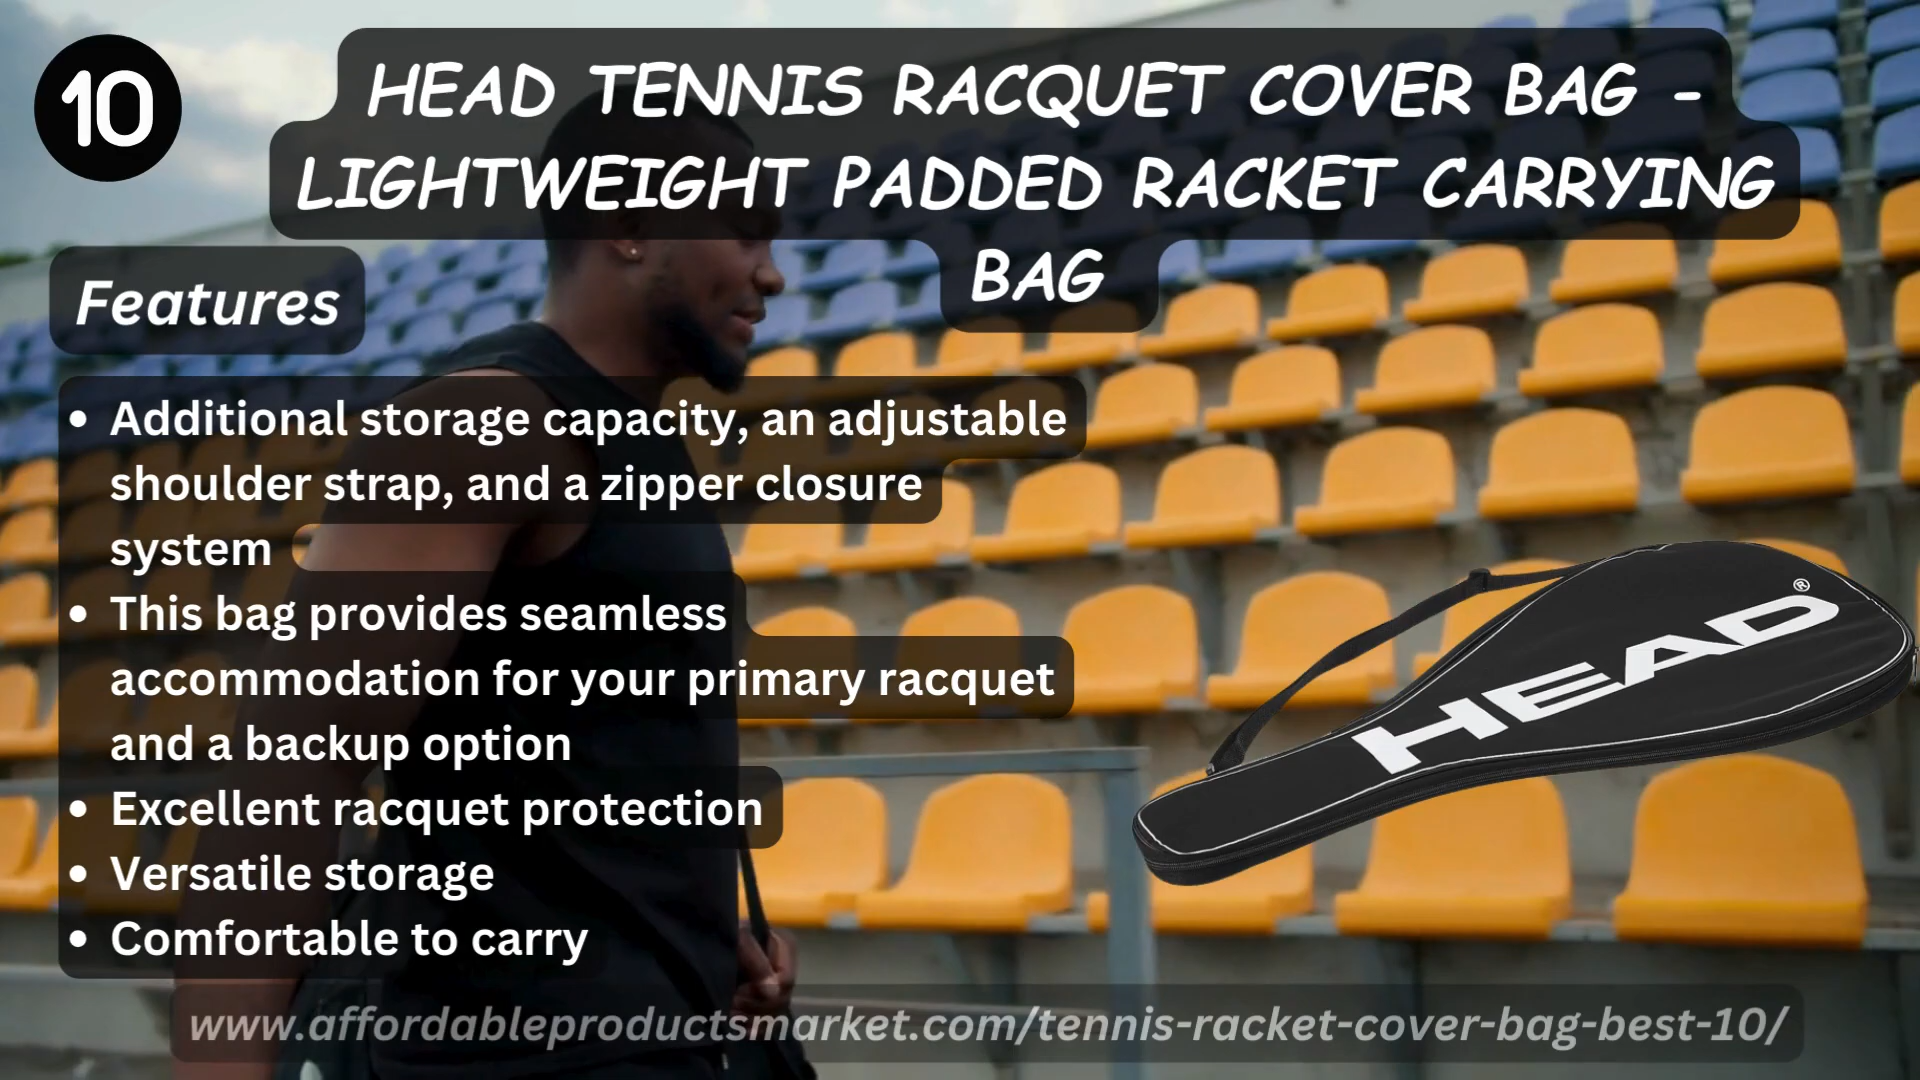 10
HEAD TENNIS RACQUET COVER BAG -
LIGHTWEIGHT PADDED RACKET CARRYING
BAG
Features
• Additional storage capacity, an adjustable
shoulder strap, and a zipper closure
system
• This bag provides seamless
accommodation for your primary racquet
and a backup option
• Excellent racquet protection
• Versatile storage
• Comfortable to carry
HEAD®
www.affordableproductsmarket.com/tennis-racket-cover-bag-best-10/